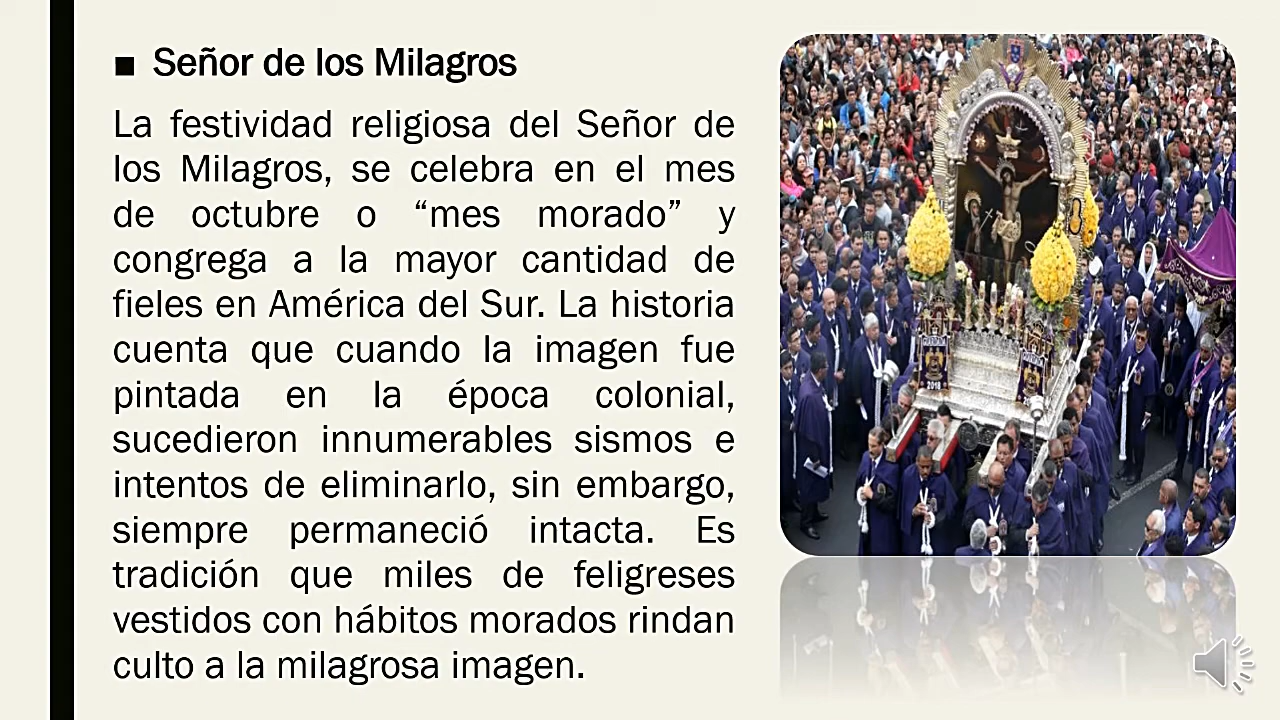 ▪ Señor de los Milagros
La festividad religiosa del Señor de
los Milagros, se celebra en el mes
de octubre o “mes morado” y
congrega a la mayor cantidad de
fieles en América del Sur. La historia
cuenta que cuando la imagen fue
pintada en la época colonial,
sucedieron innumerables sismos e
intentos de eliminarlo, sin embargo,
siempre permaneció intacta. Es
tradición que miles de feligreses
vestidos con hábitos morados rindan
culto a la milagrosa imagen.
2018